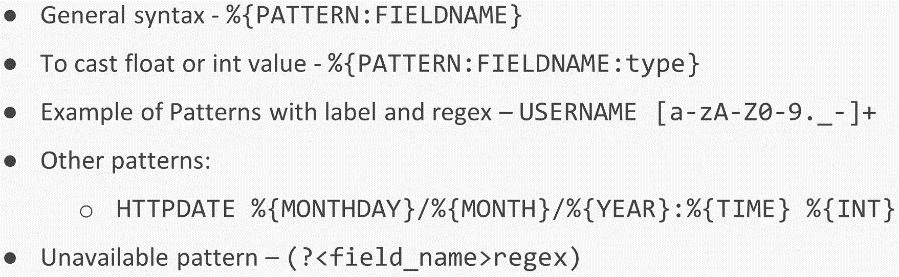 ● General syntax - %{PATTERN:FIELDNAME}
● To cast float or int value - %{PATTERN:FIELDNAME:type}
● Example of Patterns with label and regex – USERNAME [a-zA-Z0-9._-]+
● Other patterns:
○ HTTPDATE %{MONTHDAY}/%{MONTH}/%{YEAR}:%{TIME} %{INT}
● Unavailable pattern – (?<field_name>regex)